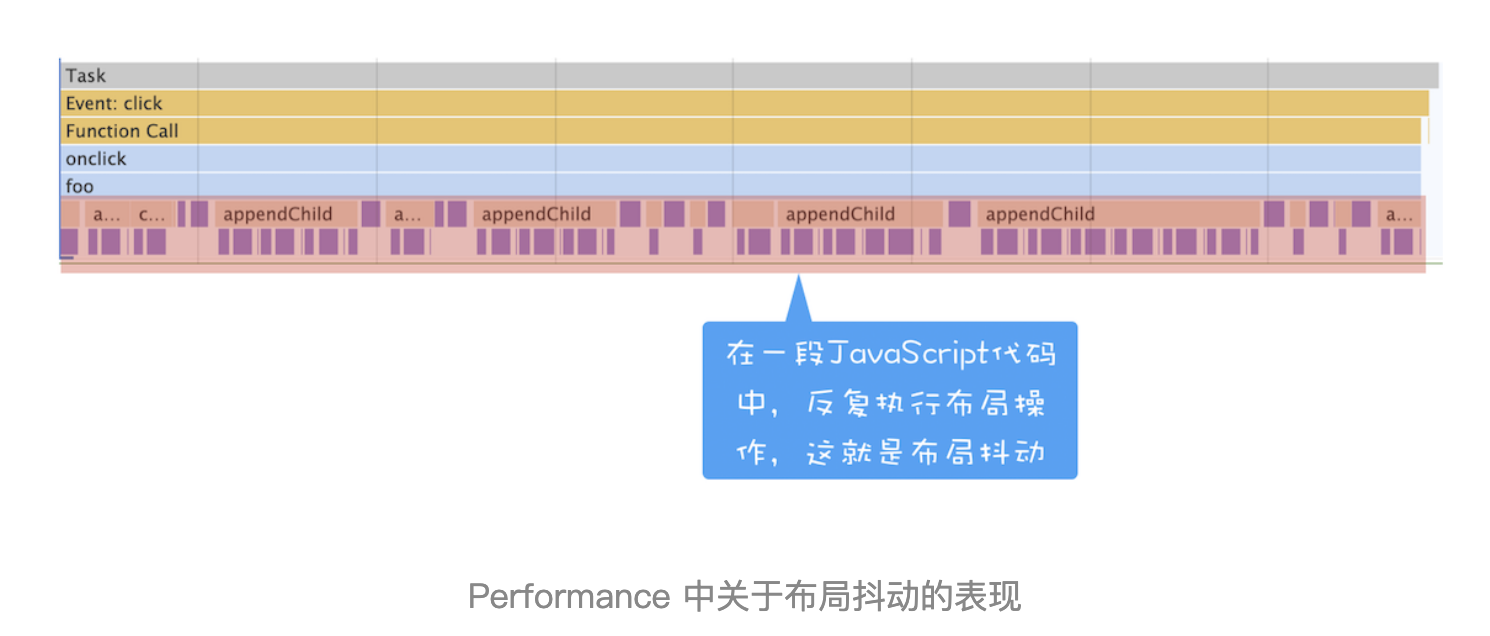 Task
Event: click
Function Call
onclick
foo
a... c... appendChild a... appendChild appendChild appendChild a...
在一段JavaScript代码
中，反复执行布局操
作，这就是布局抖动
Performance 中关于布局抖动的表现